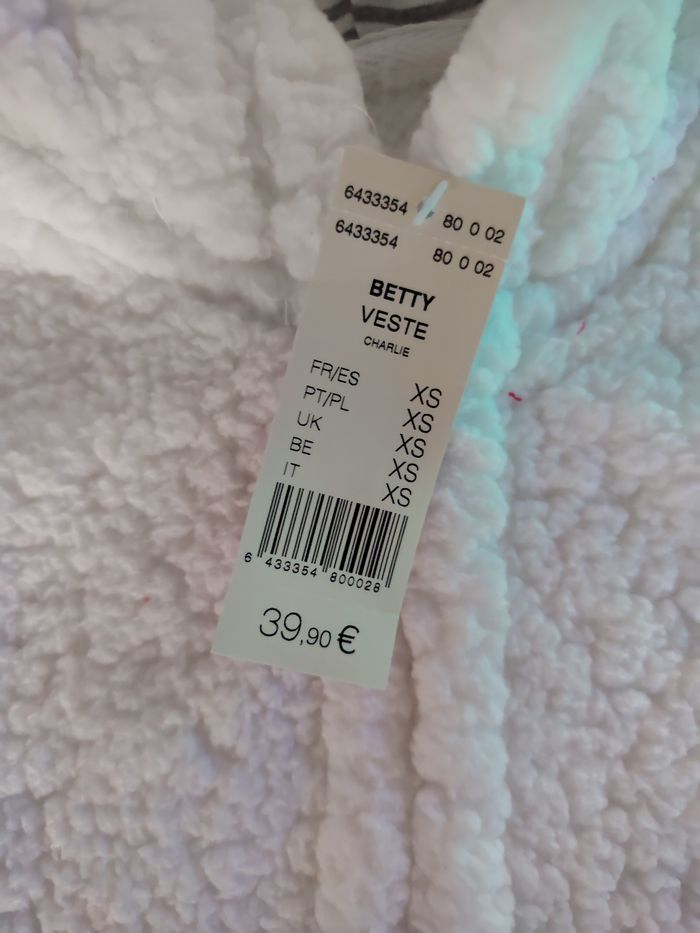 6433354 80 0 02
6433354 80 0 02
BETTY
VESTE
CHARLIE
FR/ES XS
PT/PL XS
UK XS
BE XS
IT XS
6 433354 800028
39,90 €